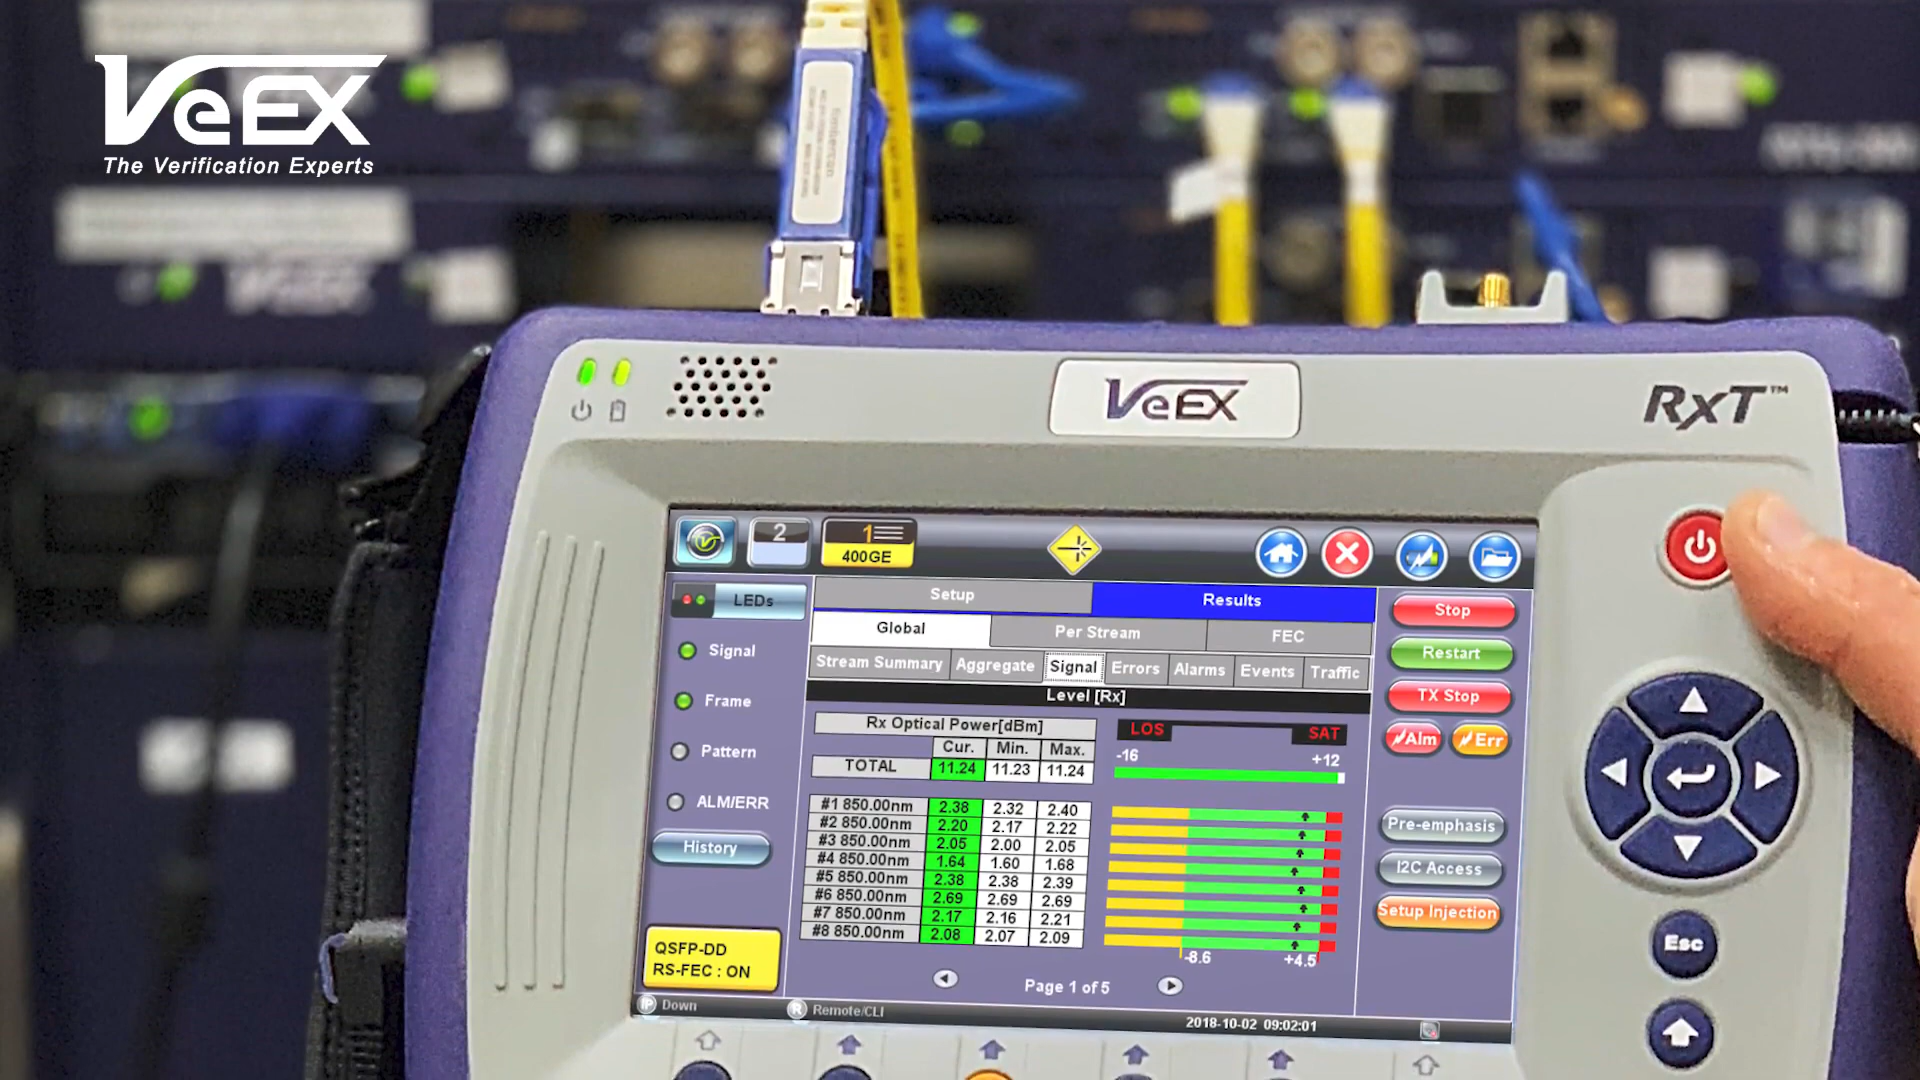 VeEX
The Verification Experts
VeEX
RxT™
2
1
400GE
LEDs
Setup
Results
Stop
Global
Per Stream
FEC
Signal
Restart
Stream Summary
Aggregate
Signal
Errors
Alarms
Events
Traffic
Level [Rx]
Frame
TX Stop
Rx Optical Power[dBm]
LOS
SAT
Alm
Err
Cur. Min. Max.
-16
+12
TOTAL 11.24 11.23 11.24
Pattern
ALM/ERR
#1 850.00nm 2.38 2.32 2.40
#2 850.00nm 2.20 2.17 2.22
#3 850.00nm 2.05 2.00 2.05
#4 850.00nm 1.64 1.60 1.68
#5 850.00nm 2.38 2.38 2.39
#6 850.00nm 2.69 2.69 2.69
#7 850.00nm 2.17 2.16 2.21
#8 850.00nm 2.08 2.07 2.09
Pre-emphasis
History
I2C Access
Setup Injection
-8.6
+4.5
QSFP-DD
RS-FEC : ON
Page 1 of 5
Esc
IP Down
R Remote/CLI
2018-10-02 09:02:01